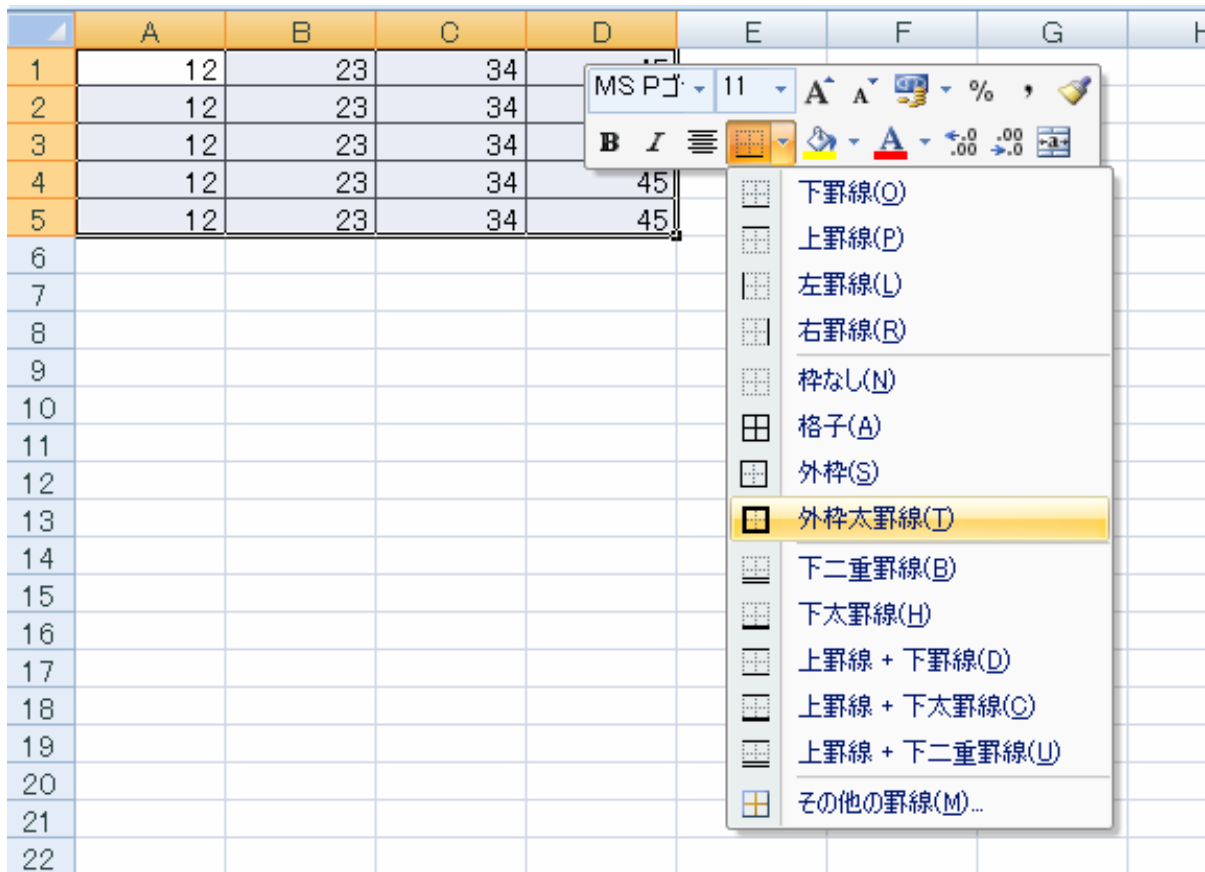 A B C D E F G H
1 12 23 34 45
MS Pゴ 11 A A % ,
2 12 23 34
3 12 23 34
B I A .0 .00 .00 .0 a
4 12 23 34 45
5 12 23 34 45
6
7
8
9
10
11
12
13
14
15
16
17
18
19
20
21
22
下罫線(O)
上罫線(P)
左罫線(L)
右罫線(R)
枠なし(N)
格子(A)
外枠(S)
外枠太罫線(T)
下二重罫線(B)
下太罫線(H)
上罫線 + 下罫線(D)
上罫線 + 下太罫線(C)
上罫線 + 下二重罫線(U)
その他の罫線(M)...